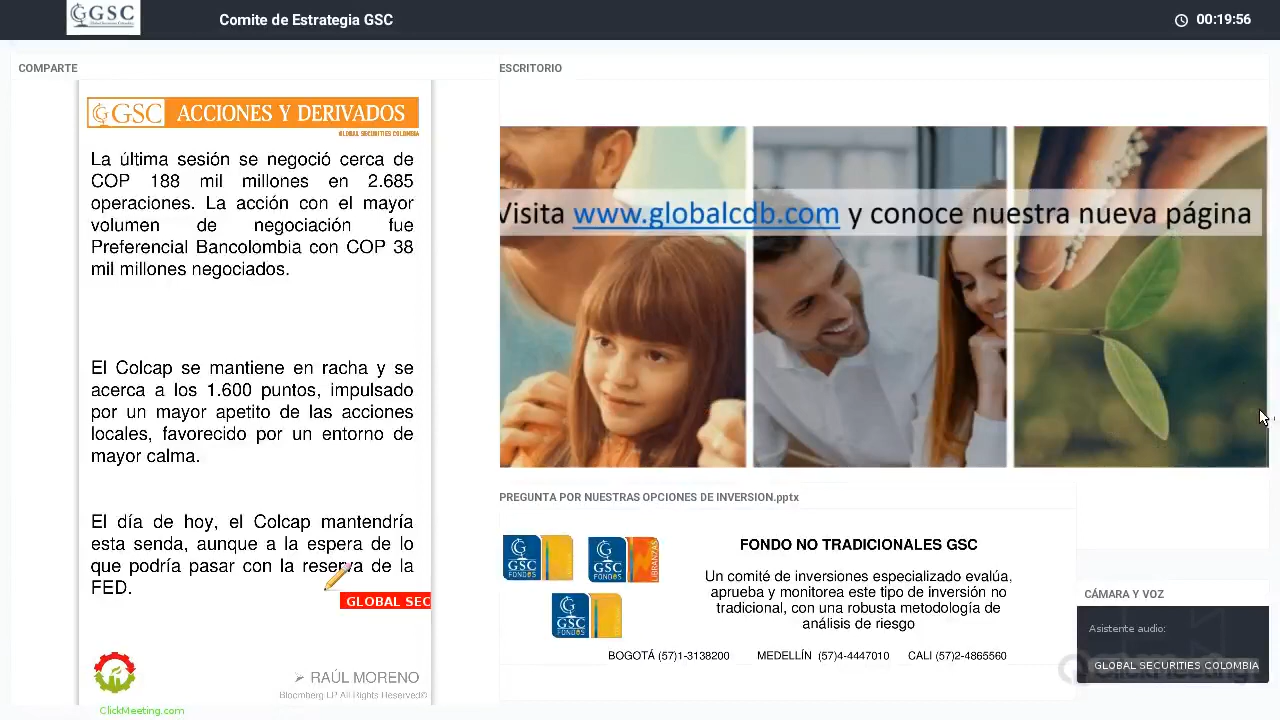 GSC
Comite de Estrategia GSC
00:19:56
COMPARTE
GSC ACCIONES Y DERIVADOS
GLOBAL SECURITIES COLOMBIA
La última sesión se negoció cerca de
COP 188 mil millones en 2.685
operaciones. La acción con el mayor
volumen de negociación fue
Preferencial Bancolombia con COP 38
mil millones negociados.
El Colcap se mantiene en racha y se
acerca a los 1.600 puntos, impulsado
por un mayor apetito de las acciones
locales, favorecido por un entorno de
mayor calma.
El día de hoy, el Colcap mantendría
esta senda, aunque a la espera de lo
que podría pasar con la reserva de la
FED.
GLOBAL SEC
➢ RAÚL MORENO
Bloomberg LP All Rights Reserved©
ClickMeeting.com
ESCRITORIO
Visita www.globalcdb.com y conoce nuestra nueva página
PREGUNTA POR NUESTRAS OPCIONES DE INVERSION.pptx
GSC FONDOS
GSC FONDOS LIBRANZAS
GSC FONDOS
FONDO NO TRADICIONALES GSC
Un comité de inversiones especializado evalúa,
aprueba y monitorea este tipo de inversión no
tradicional, con una robusta metodología de
análisis de riesgo
BOGOTÁ (57)1-3138200 MEDELLÍN (57)4-4447010 CALI (57)2-4865560
CÁMARA Y VOZ
Asistente audio:
GLOBAL SECURITIES COLOMBIA
ClickMeeting